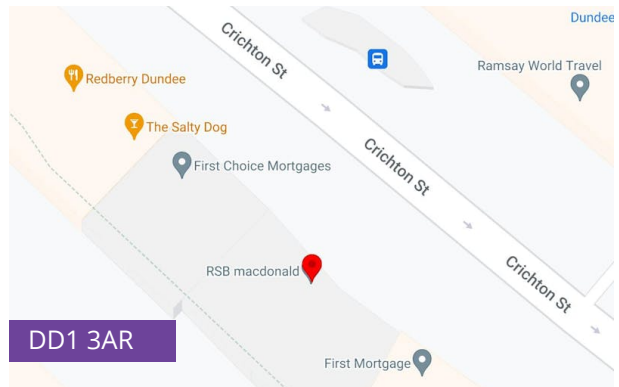 Dundee
Crichton St
Ramsay World Travel
Redberry Dundee
The Salty Dog
First Choice Mortgages
Crichton St
RSB macdonald
Crichton St
DD1 3AR
First Mortgage